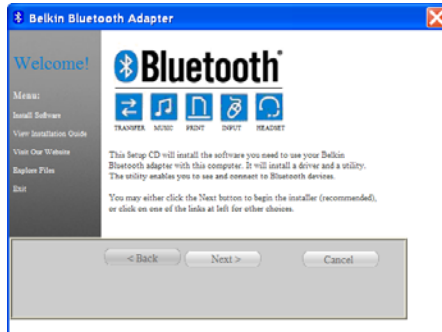 Belkin Bluetooth Adapter
Welcome!
Menu:
Install Software
View Installation Guide
Visit Our Website
Explore Files
Exit
Bluetooth
TRANSFER MUSIC PRINT INPUT HEADSET
This Setup CD will install the software you need to use your Belkin
Bluetooth adapter with this computer. It will install a driver and a utility.
The utility enables you to see and connect to Bluetooth devices.
You may either click the Next button to begin the installer (recommended),
or click on one of the links at left for other choices.
< Back Next > Cancel